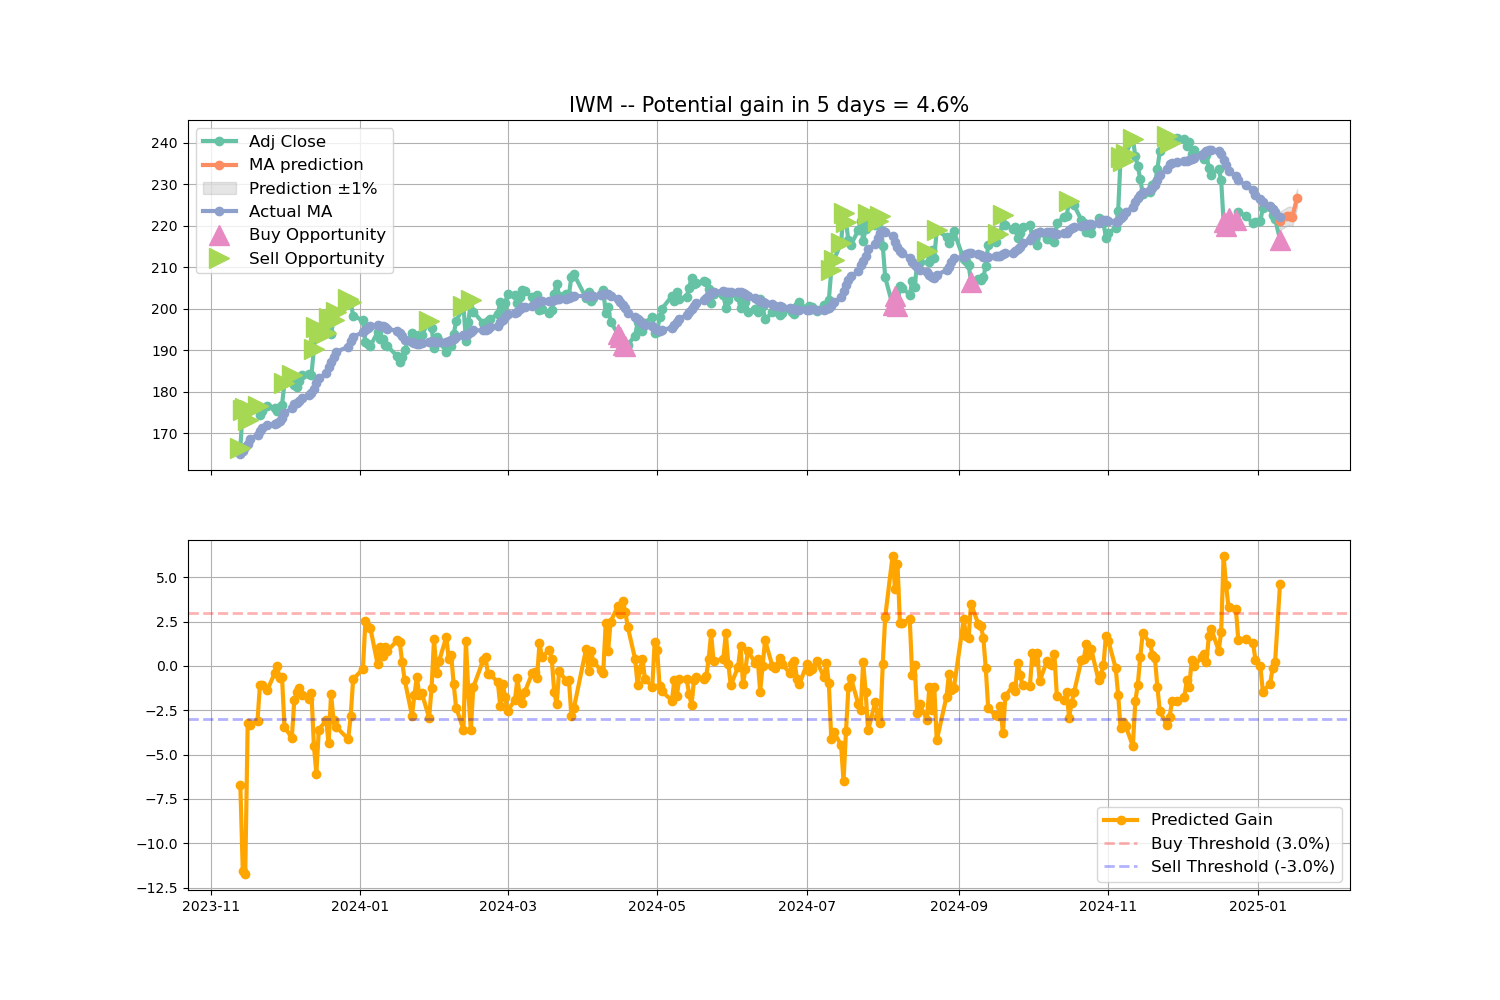 IWM -- Potential gain in 5 days = 4.6%
240
230
220
210
200
190
180
170
Adj Close
MA prediction
Prediction ±1%
Actual MA
Buy Opportunity
Sell Opportunity
5.0
2.5
0.0
−2.5
−5.0
−7.5
−10.0
−12.5
Predicted Gain
Buy Threshold (3.0%)
Sell Threshold (-3.0%)
2023-11
2024-01
2024-03
2024-05
2024-07
2024-09
2024-11
2025-01